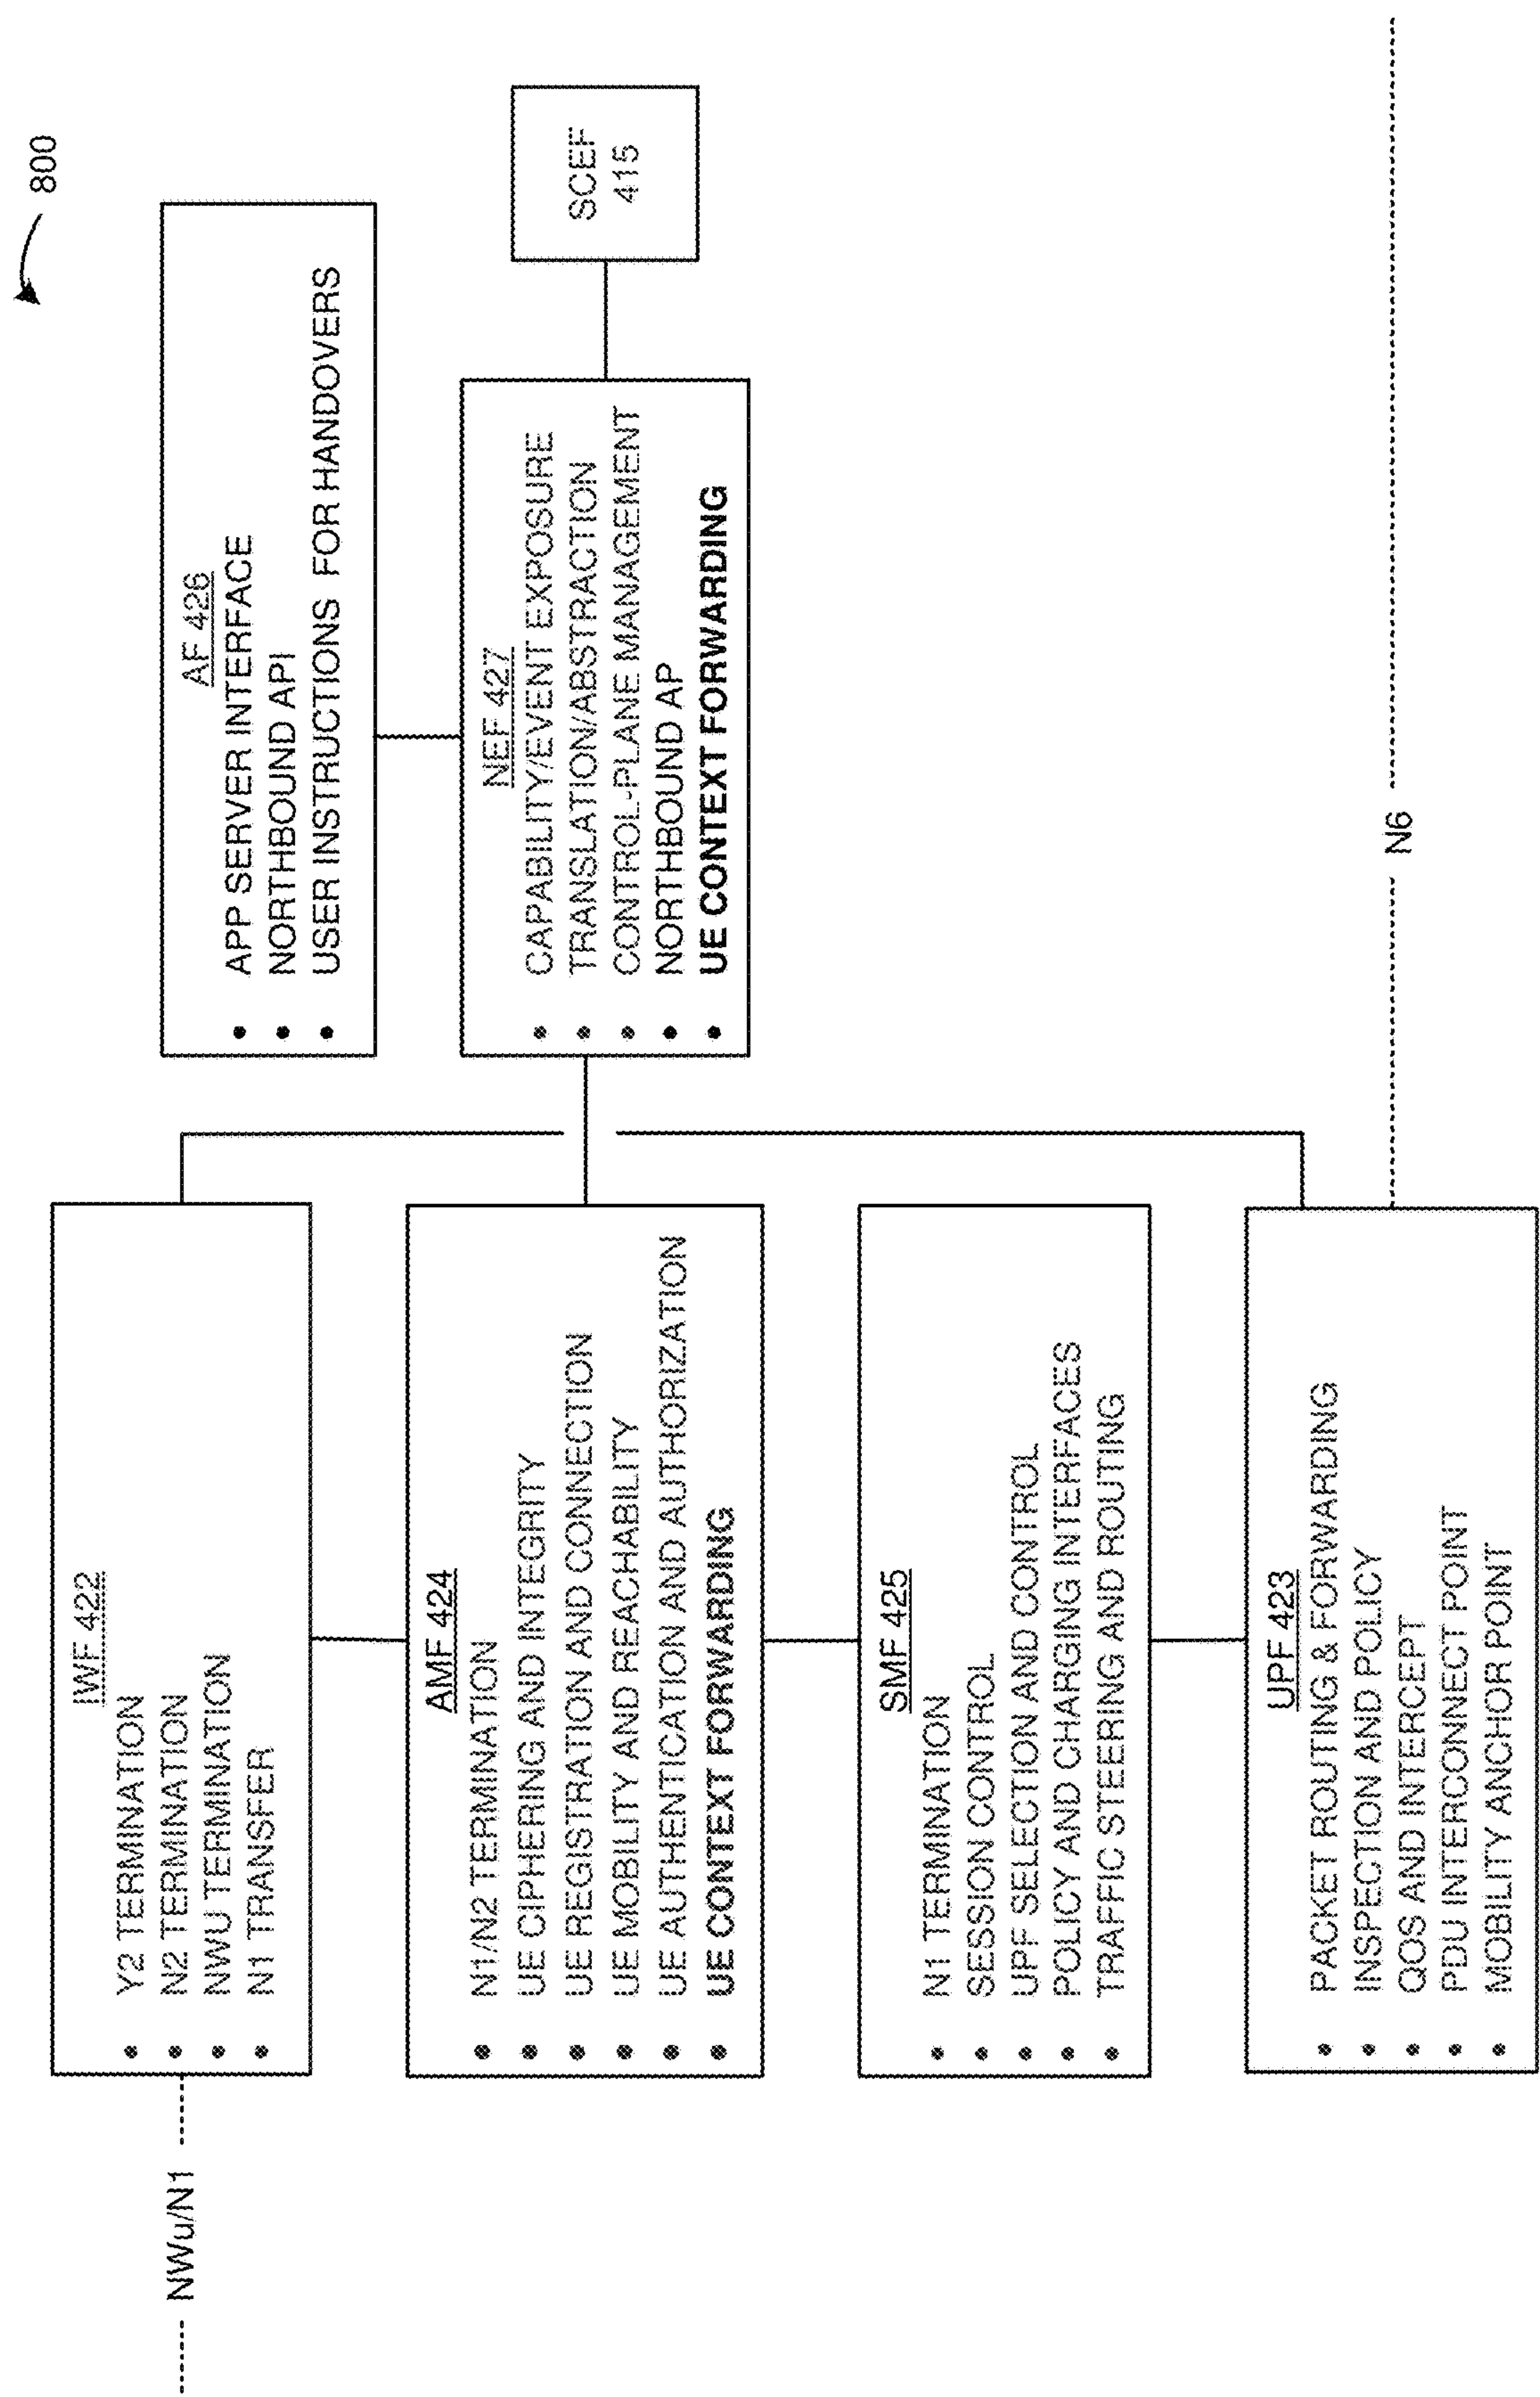 800
NWu/N1
IWF 422
• Y2 TERMINATION
• N2 TERMINATION
• NWU TERMINATION
• N1 TRANSFER
AMF 424
• N1/N2 TERMINATION
• UE CIPHERING AND INTEGRITY
• UE REGISTRATION AND CONNECTION
• UE MOBILITY AND REACHABILITY
• UE AUTHENTICATION AND AUTHORIZATION
• UE CONTEXT FORWARDING
SMF 425
• N1 TERMINATION
• SESSION CONTROL
• UPF SELECTION AND CONTROL
• POLICY AND CHARGING INTERFACES
• TRAFFIC STEERING AND ROUTING
UPF 423
• PACKET ROUTING & FORWARDING
• INSPECTION AND POLICY
• QOS AND INTERCEPT
• PDU INTERCONNECT POINT
• MOBILITY ANCHOR POINT
AF 426
• APP SERVER INTERFACE
• NORTHBOUND API
• USER INSTRUCTIONS FOR HANDOVERS
NEF 427
• CAPABILITY/EVENT EXPOSURE
• TRANSLATION/ABSTRACTION
• CONTROL-PLANE MANAGEMENT
• NORTHBOUND AP
• UE CONTEXT FORWARDING
SCEF
415
N6